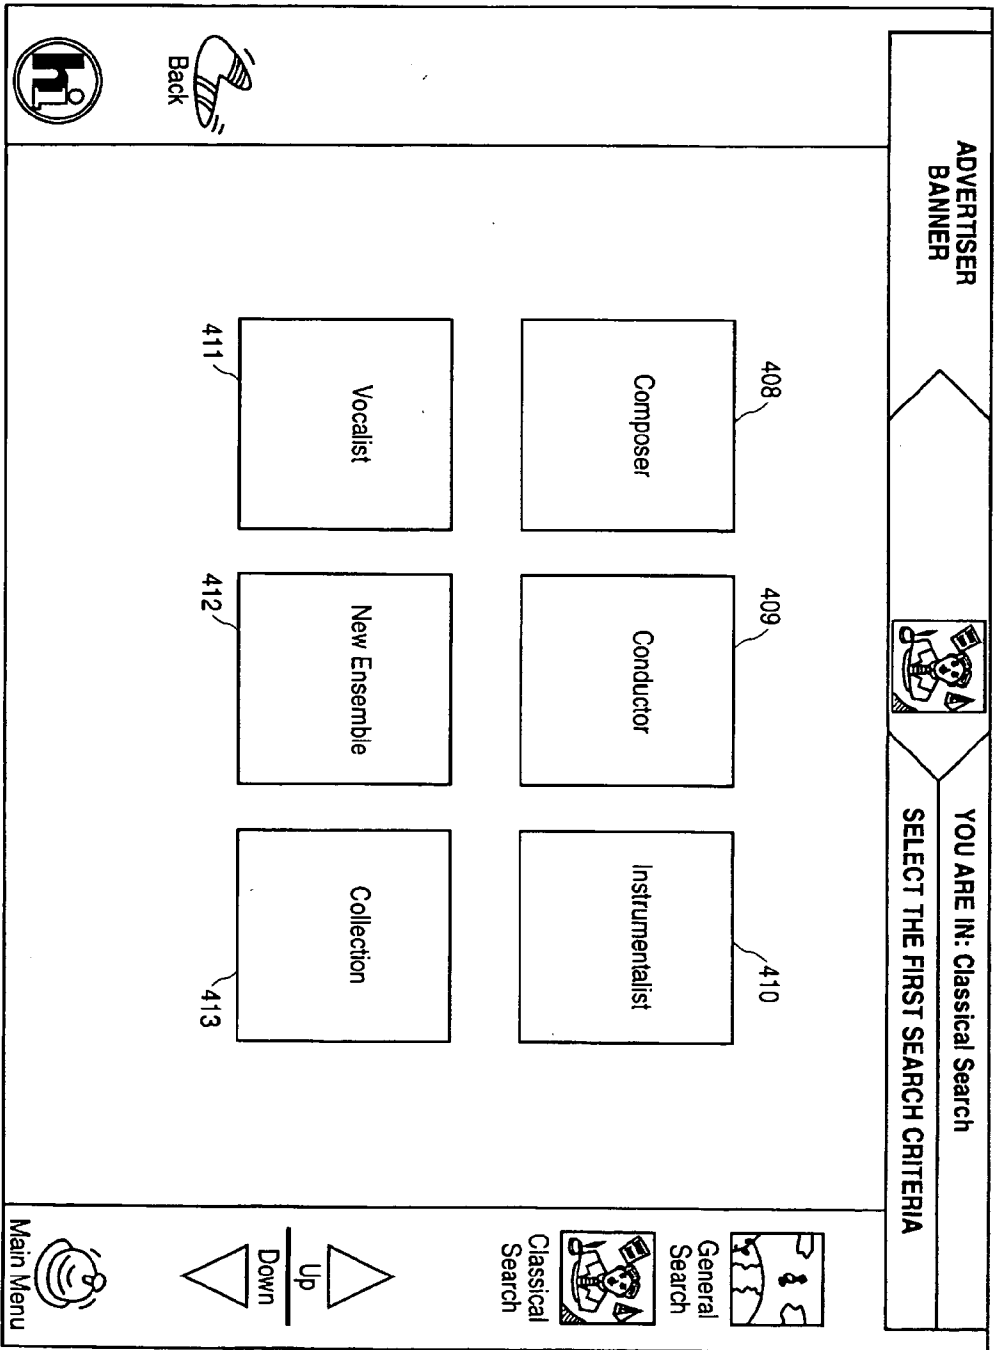 ADVERTISER
BANNER
YOU ARE IN: Classical Search
SELECT THE FIRST SEARCH CRITERIA
408
409
410
Composer
Conductor
Instrumentalist
Vocalist
New Ensemble
Collection
411
412
413
General
Search
Classical
Search
Up
Down
Main Menu
Back
hi